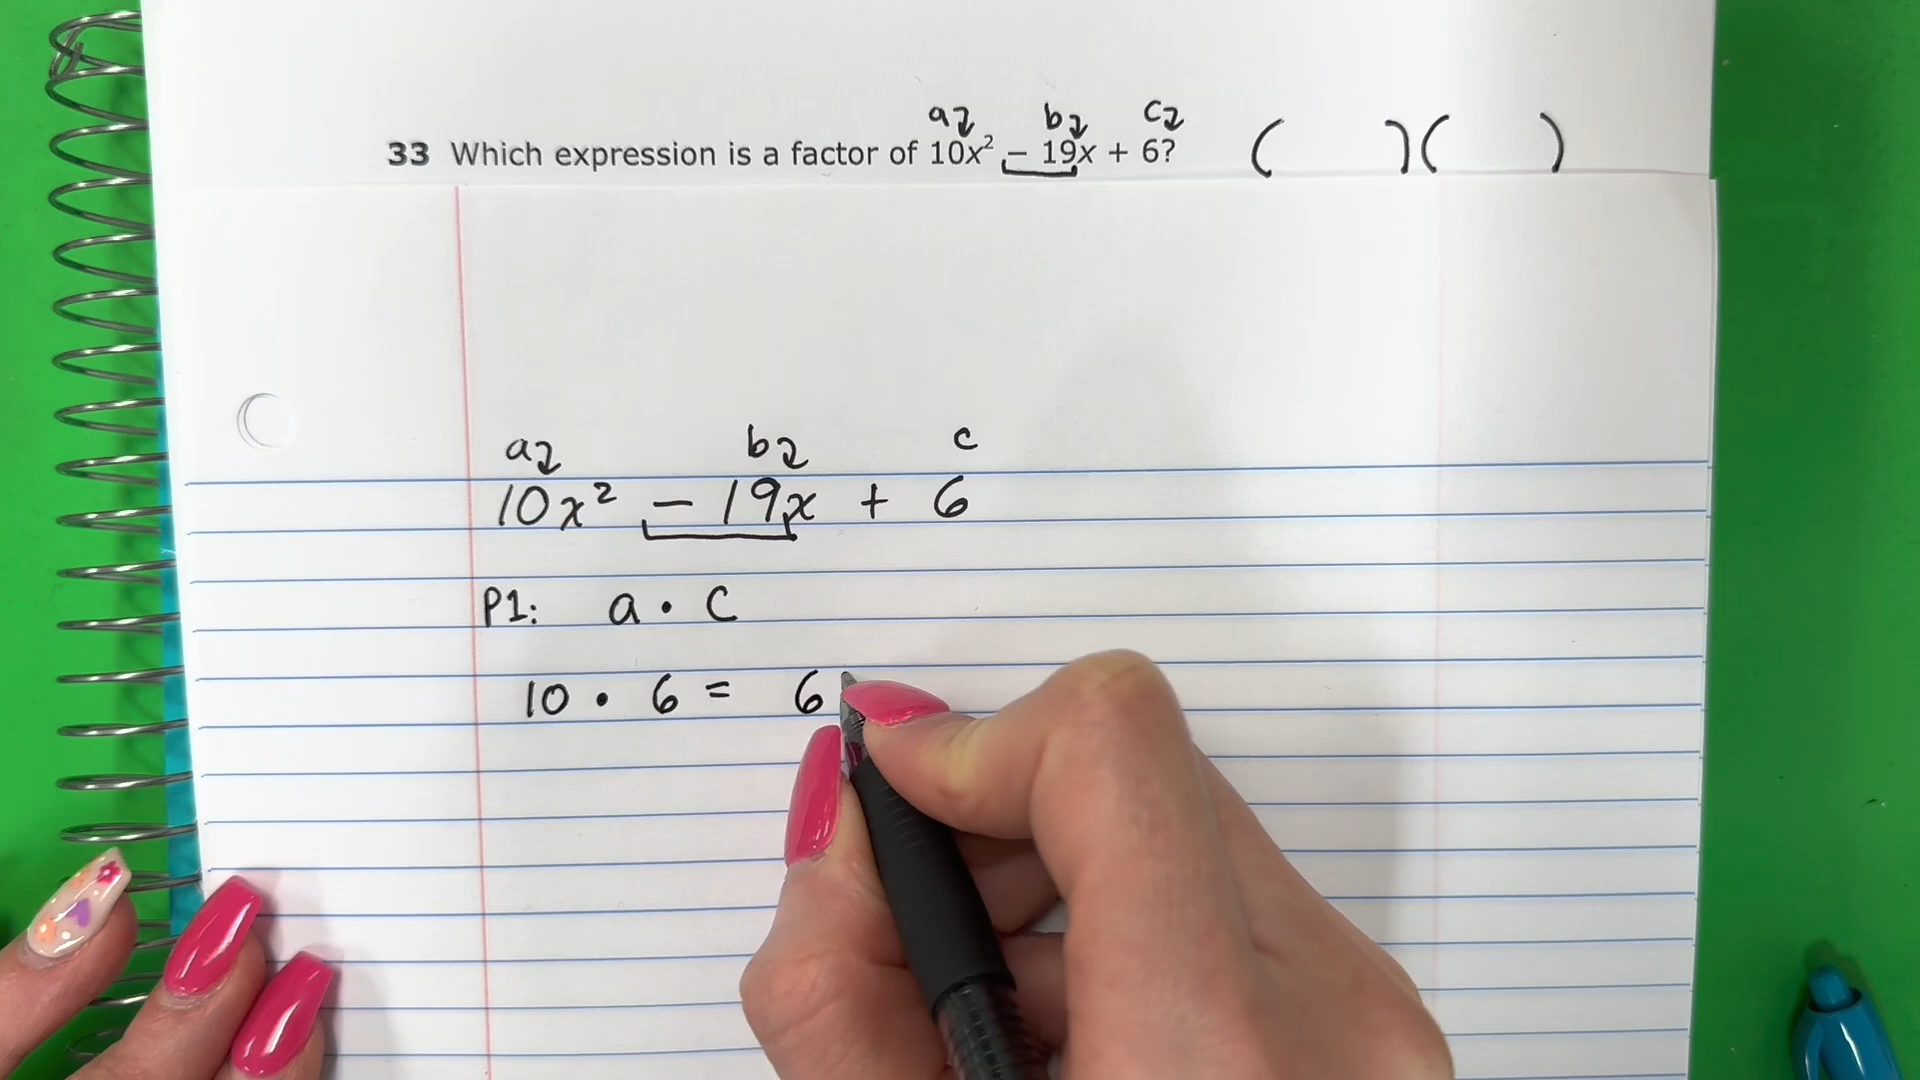 a b c
33 Which expression is a factor of 10x² − 19x + 6? ( )( )
a b c
10x² − 19x + 6
P1: a · c
10 · 6 = 6